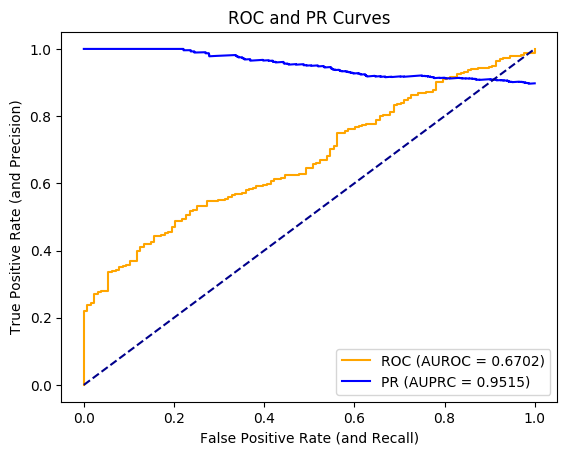 ROC and PR Curves
True Positive Rate (and Precision)
1.0
0.8
0.6
0.4
0.2
0.0
0.0 0.2 0.4 0.6 0.8 1.0
False Positive Rate (and Recall)
ROC (AUROC = 0.6702)
PR (AUPRC = 0.9515)